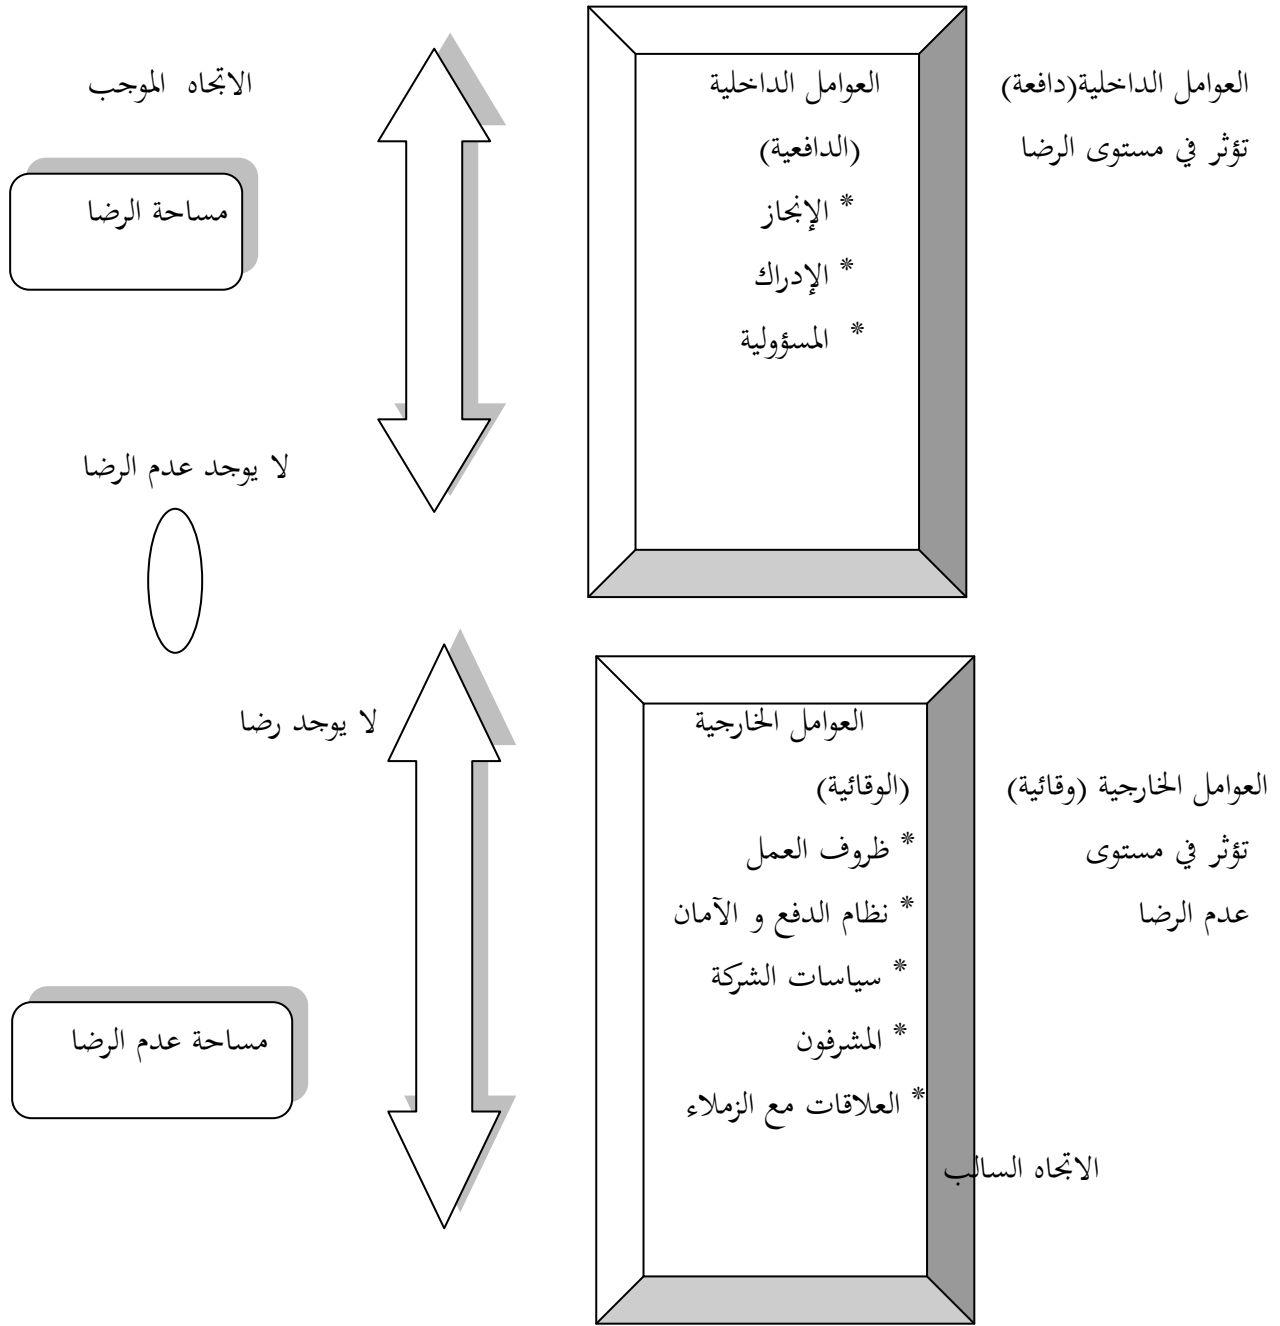 العوامل الداخلية(دافعة)
تؤثر في مستوى الرضا
العوامل الداخلية
(الدافعية)
* الإنجاز
* الإدراك
* المسؤولية
الاتجاه الموجب
مساحة الرضا
لا يوجد عدم الرضا
العوامل الخارجية (وقائية)
تؤثر في مستوى
عدم الرضا
العوامل الخارجية
(الوقائية)
* ظروف العمل
* نظام الدفع و الآمان
* سياسات الشركة
* المشرفون
* العلاقات مع الزملاء
لا يوجد رضا
مساحة عدم الرضا
الاتجاه السالب